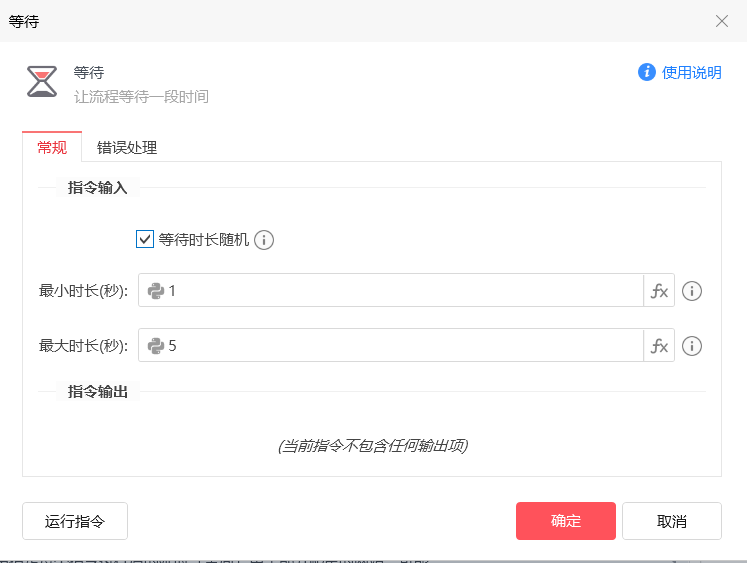 等待
等待
使用说明
让流程等待一段时间
常规
错误处理
指令输入
等待时长随机
最小时长(秒): 1 fx
最大时长(秒): 5 fx
指令输出
(当前指令不包含任何输出项)
运行指令
确定
取消